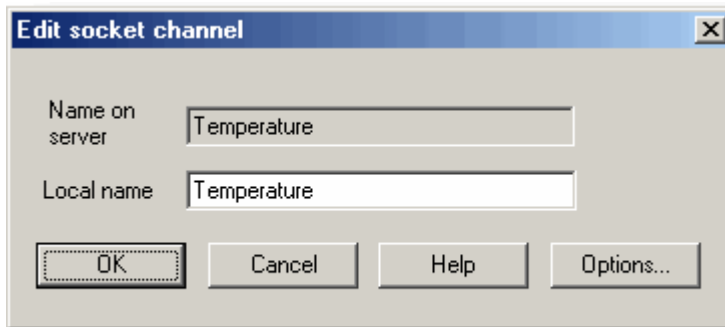 Edit socket channel
Name on
server
Temperature
Local name
Temperature
OK
Cancel
Help
Options...